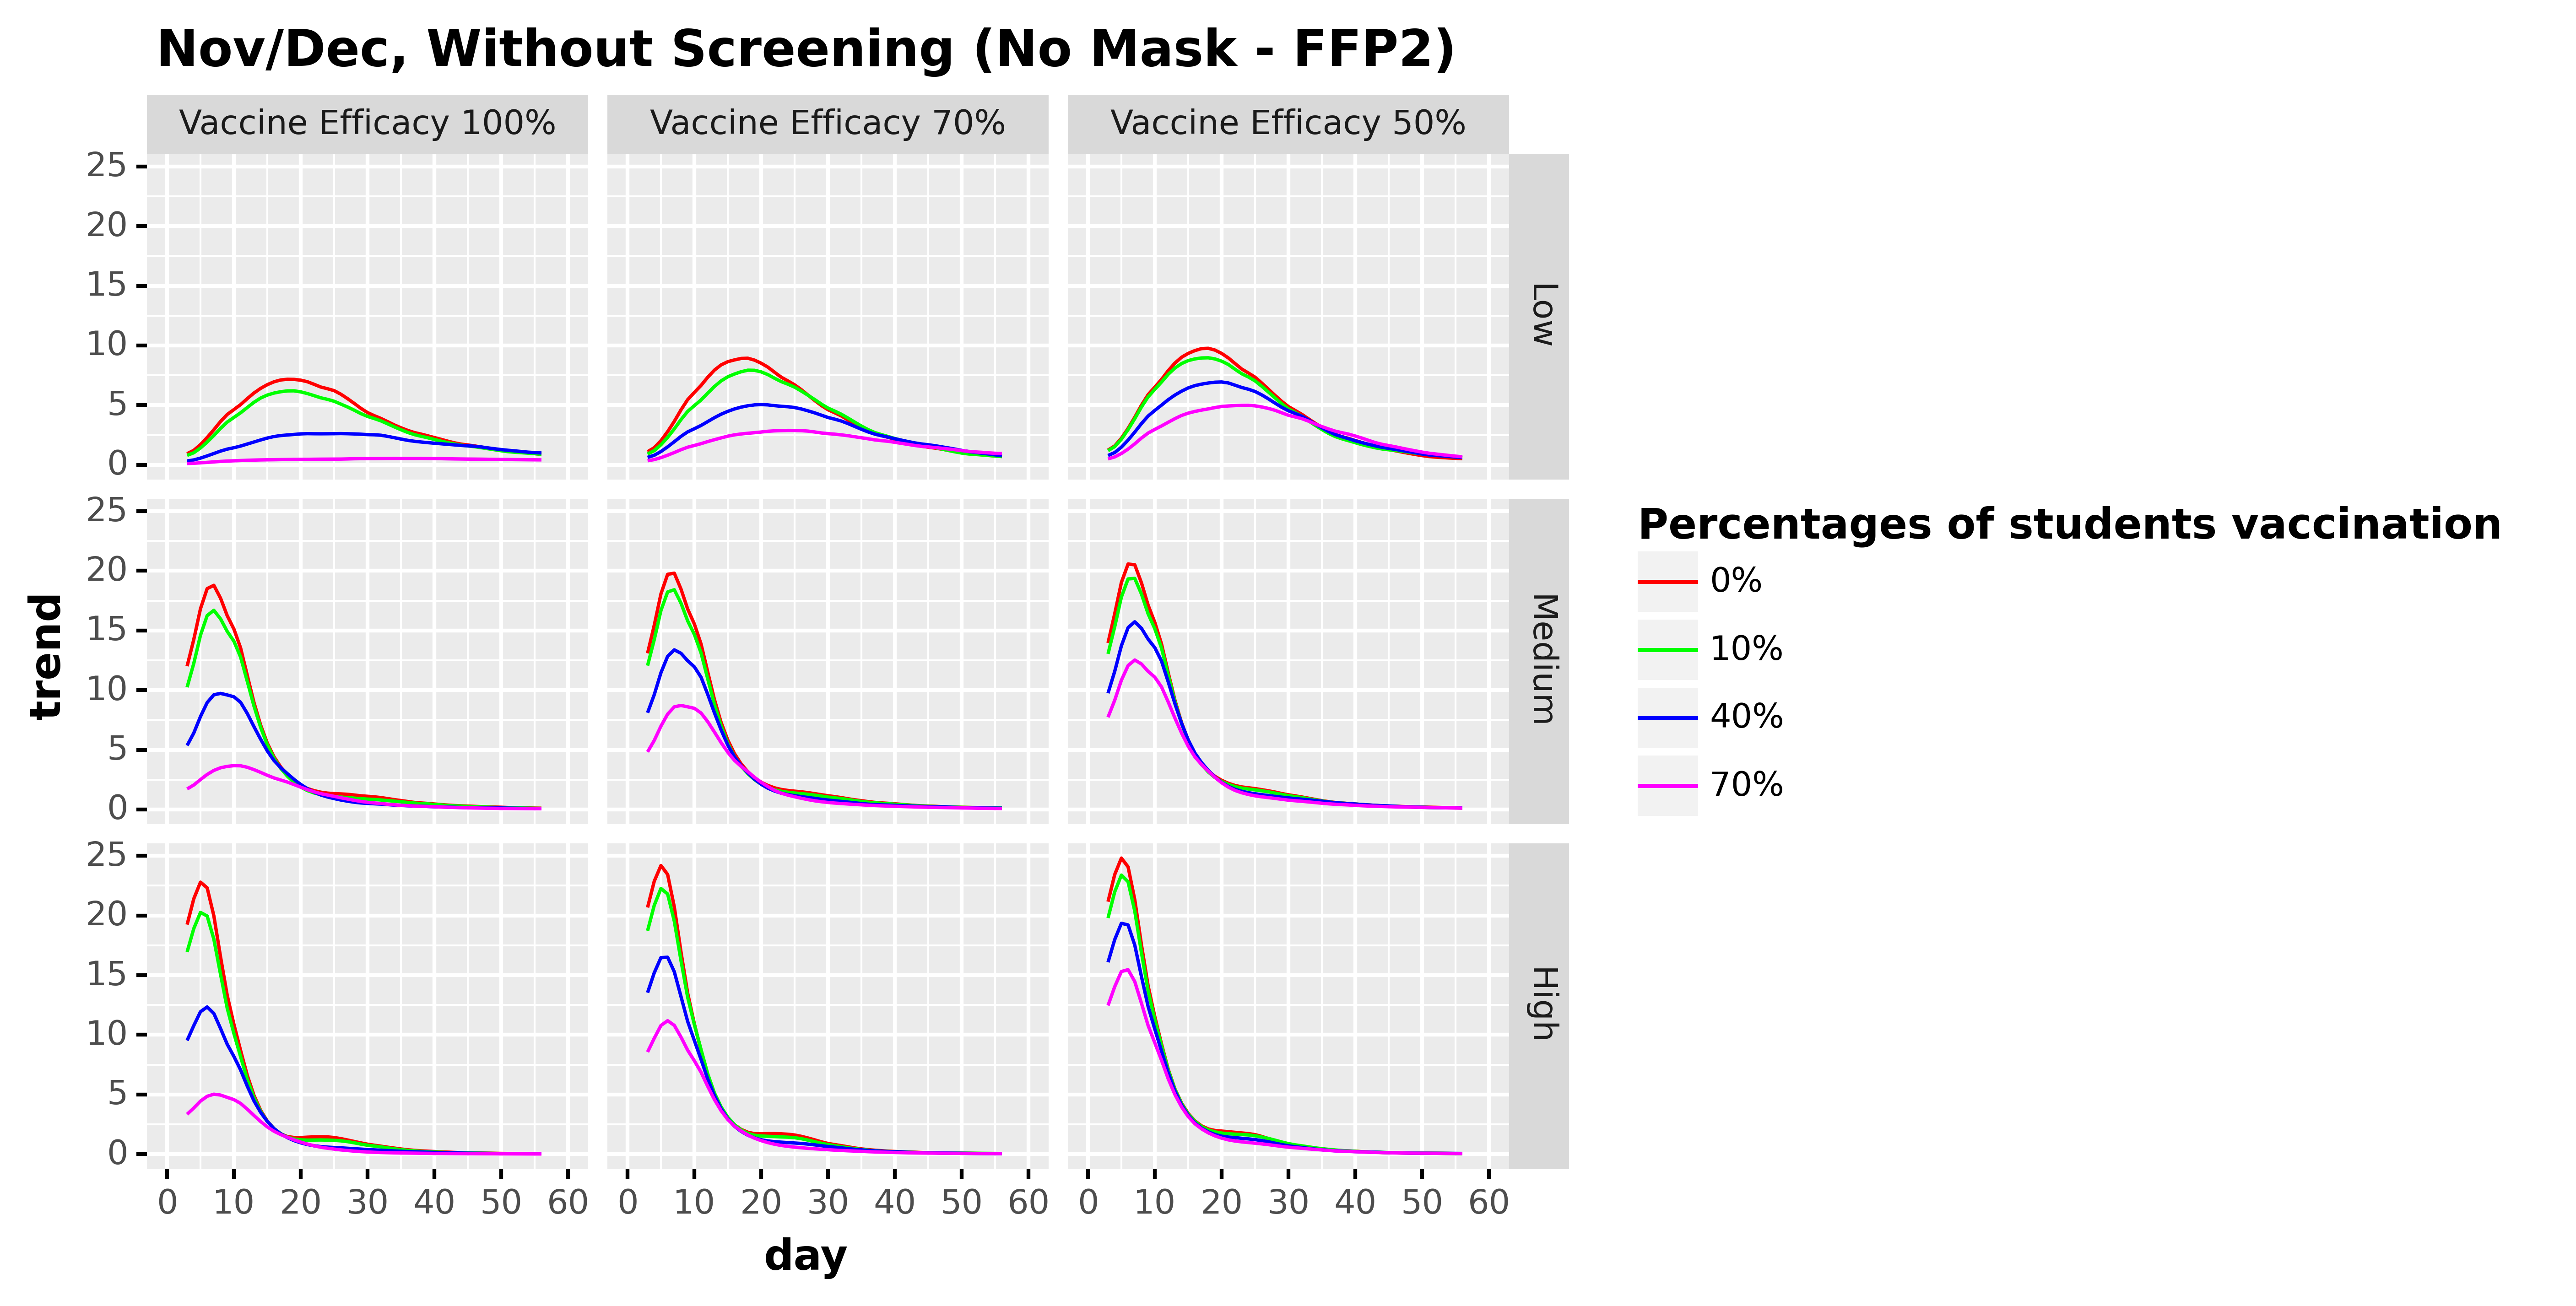 Nov/Dec, Without Screening (No Mask - FFP2)
Vaccine Efficacy 100%
Vaccine Efficacy 70%
Vaccine Efficacy 50%
25
20
15
10
5
0
Low
25
20
15
10
5
0
Medium
25
20
15
10
5
0
High
trend
0 10 20 30 40 50 60
0 10 20 30 40 50 60
0 10 20 30 40 50 60
day
Percentages of students vaccination
0%
10%
40%
70%